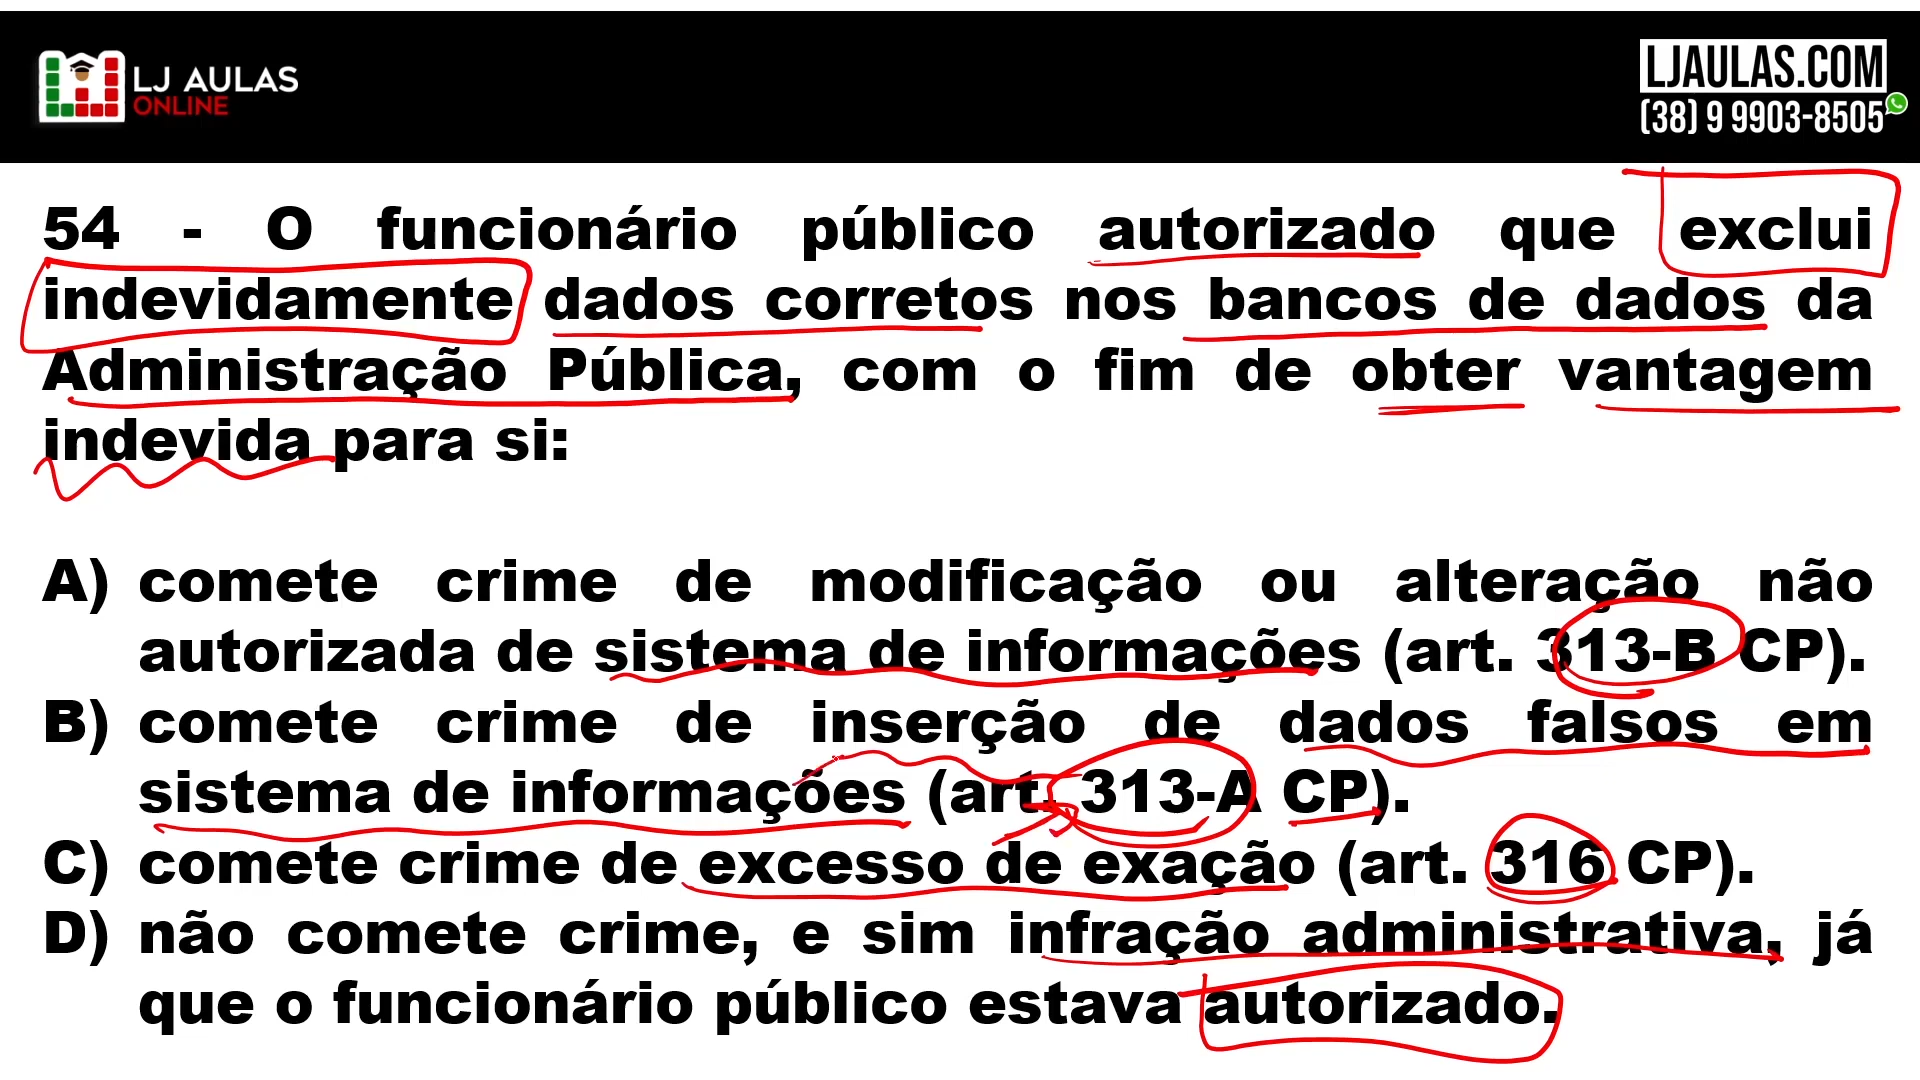 LJ AULAS
ONLINE
LJAULAS.COM
(38) 9 9903-8505
54 - O funcionário público autorizado que exclui
indevidamente dados corretos nos bancos de dados da
Administração Pública, com o fim de obter vantagem
indevida para si:
A) comete crime de modificação ou alteração não
autorizada de sistema de informações (art. 313-B CP).
B) comete crime de inserção de dados falsos em
sistema de informações (art. 313-A CP).
C) comete crime de excesso de exação (art. 316 CP).
D) não comete crime, e sim infração administrativa, já
que o funcionário público estava autorizado.